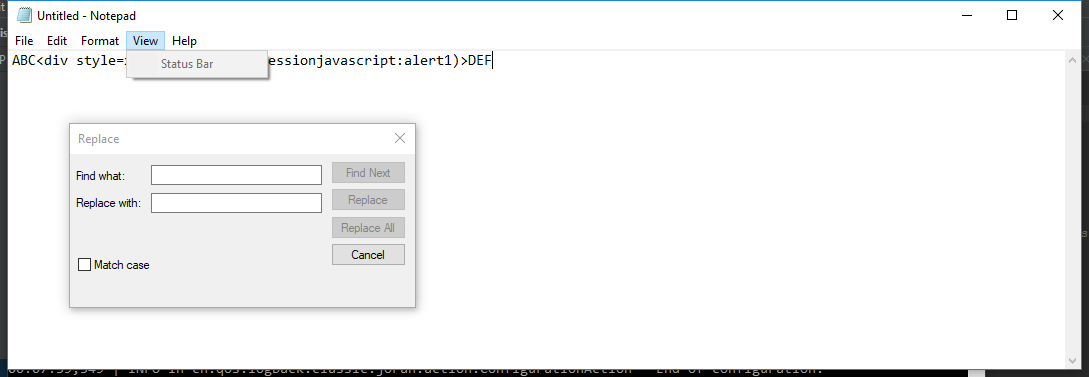 Untitled - Notepad
File Edit Format View Help
ABC<div style= essionjavascript:alert1)>DEF
Status Bar
Replace
Find what:
Find Next
Replace with:
Replace
Replace All
Cancel
Match case
INFO in ch.qos.logback.classic.joran.action.ConfigurationAction - End of configuration.